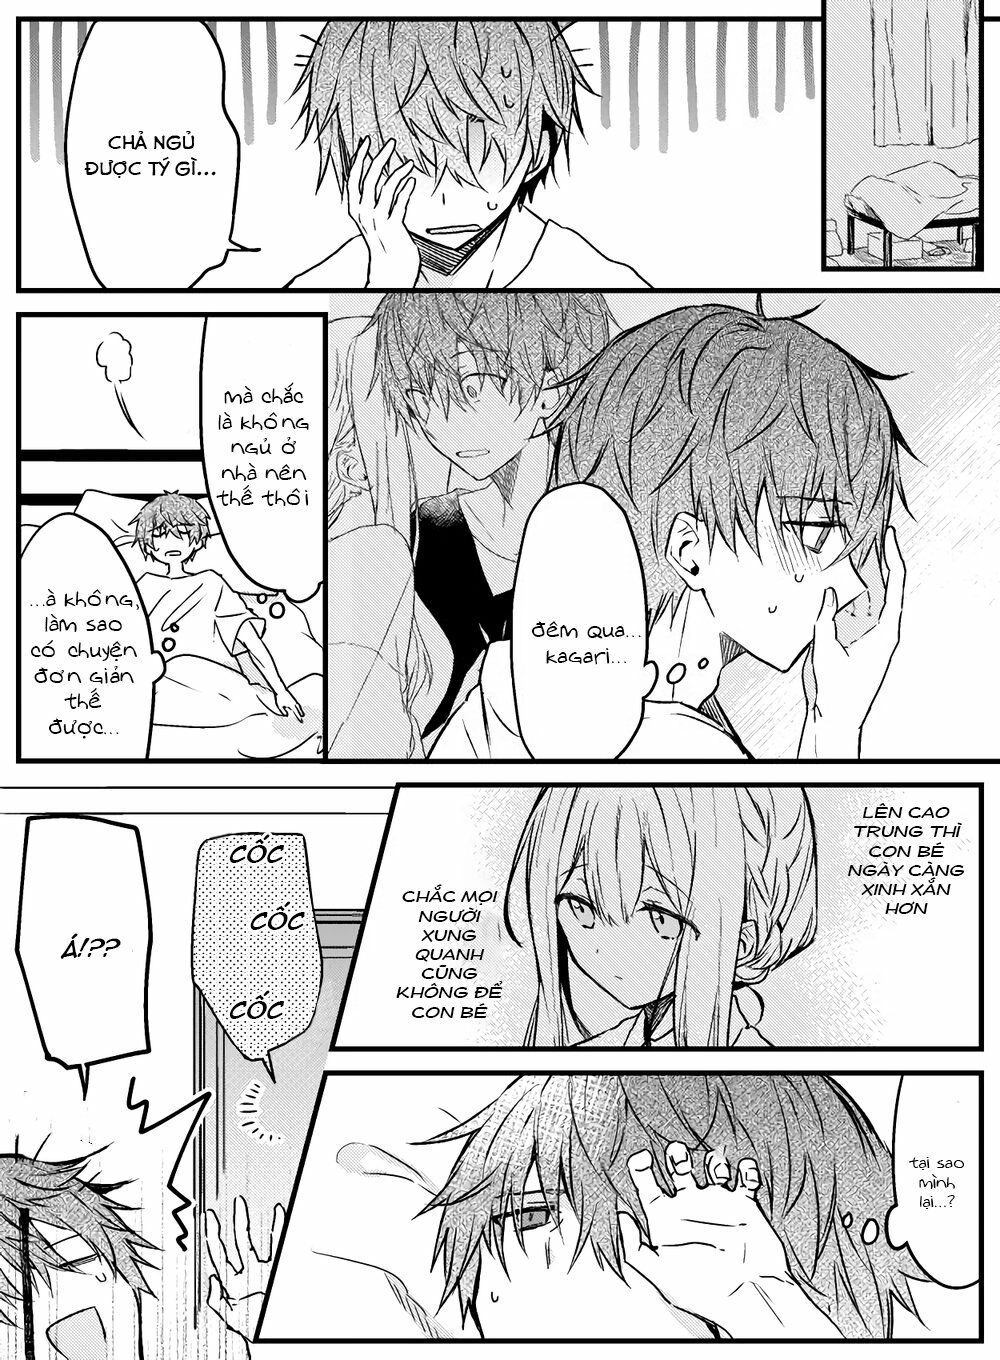 CHẢ NGỦ
ĐƯỢC TÝ GÌ...
đêm qua...
kagari...
mà chắc
là không
ngủ ở
nhà nên
thế thôi
...à không,
làm sao
có chuyện
đơn giản
thế
được...
LÊN CAO
TRUNG THÌ
CON BÉ
NGÀY CÀNG
XINH XẮN
HƠN
CHẮC MỌI
NGƯỜI
XUNG
QUANH
CŨNG
KHÔNG ĐỂ
CON BÉ
tại sao
mình
lại...?
CỐC
CỐC
CỐC
Á!??